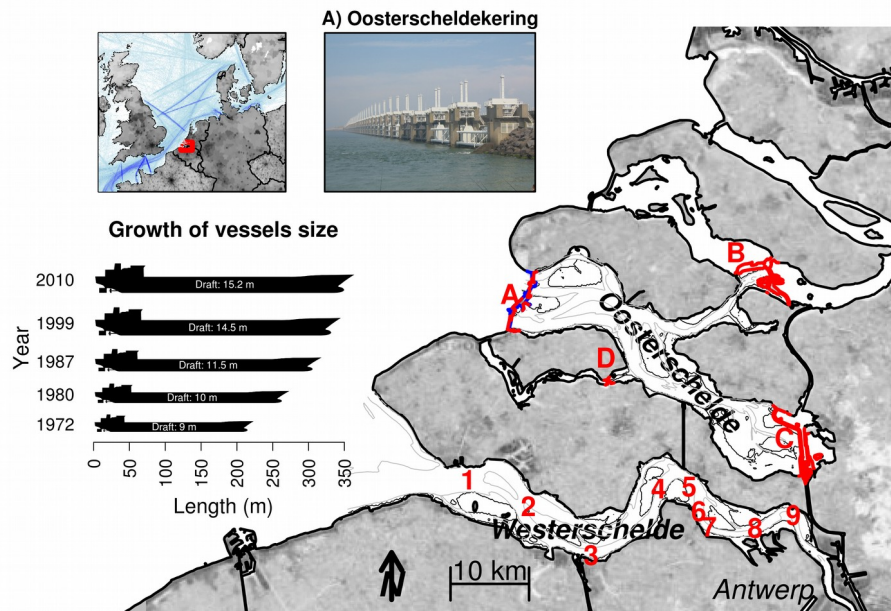 A) Oosterscheldekering
Growth of vessels size
Year
2010
Draft: 15.2 m
1999
Draft: 14.5 m
1987
Draft: 11.5 m
1980
Draft: 10 m
1972
Draft: 9 m
0
50
100
150
200
250
300
350
Length (m)
A
B
C
D
Oosterschelde
1
2
3
4
5
6
7
8
9
Westerschelde
10 km
Antwerp